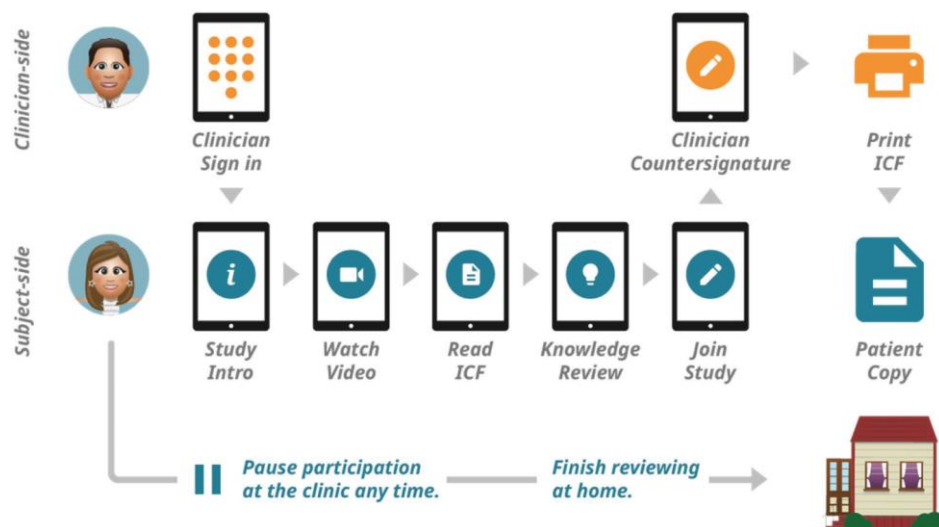 Clinician-side
Clinician
Sign in
Clinician
Countersignature
Print
ICF
Subject-side
i
Study
Intro
Watch
Video
Read
ICF
Knowledge
Review
Join
Study
Patient
Copy
Pause participation
at the clinic any time.
Finish reviewing
at home.